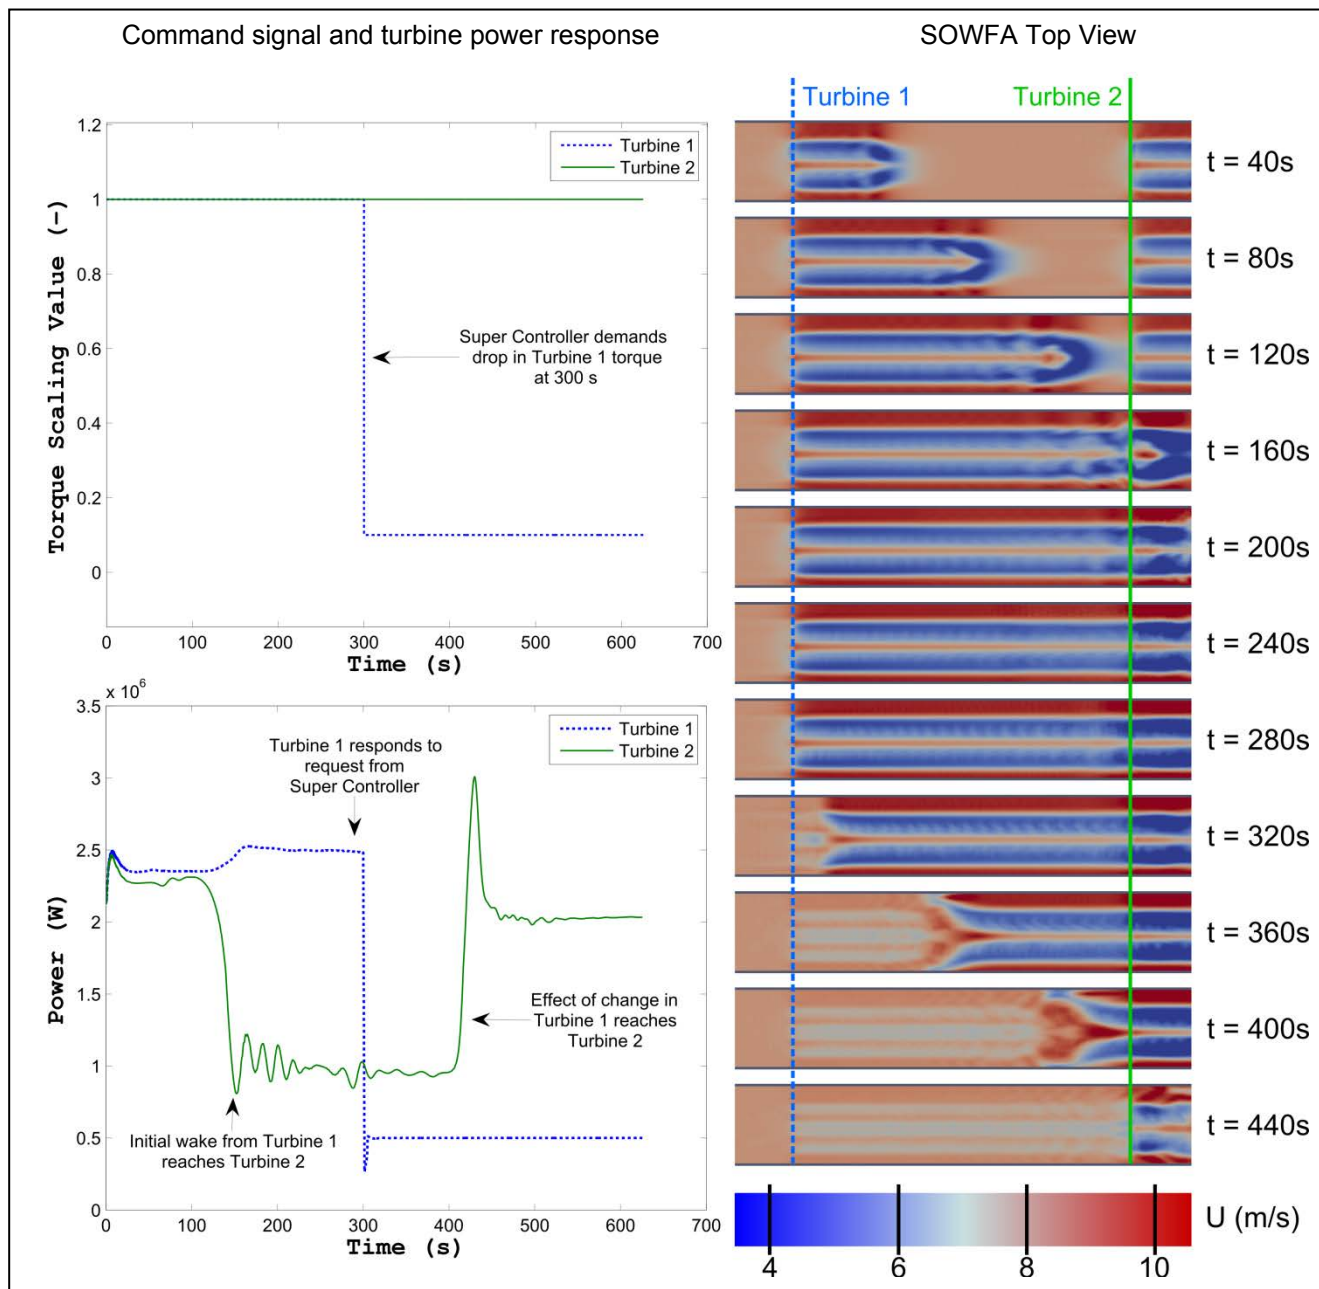 Command signal and turbine power response
SOWFA Top View
1.2
1
0.8
0.6
0.4
0.2
0
Torque Scaling Value (−)
Turbine 1
Turbine 2
Super Controller demands
drop in Turbine 1 torque
at 300 s
0 100 200 300 400 500 600 700
Time (s)
x 10⁶
3.5
3
2.5
2
1.5
1
0.5
0
Power (W)
Turbine 1
Turbine 2
Turbine 1 responds to
request from
Super Controller
Effect of change in
Turbine 1 reaches
Turbine 2
Initial wake from Turbine 1
reaches Turbine 2
0 100 200 300 400 500 600 700
Time (s)
Turbine 1 Turbine 2
t = 40s
t = 80s
t = 120s
t = 160s
t = 200s
t = 240s
t = 280s
t = 320s
t = 360s
t = 400s
t = 440s
U (m/s)
4 6 8 10